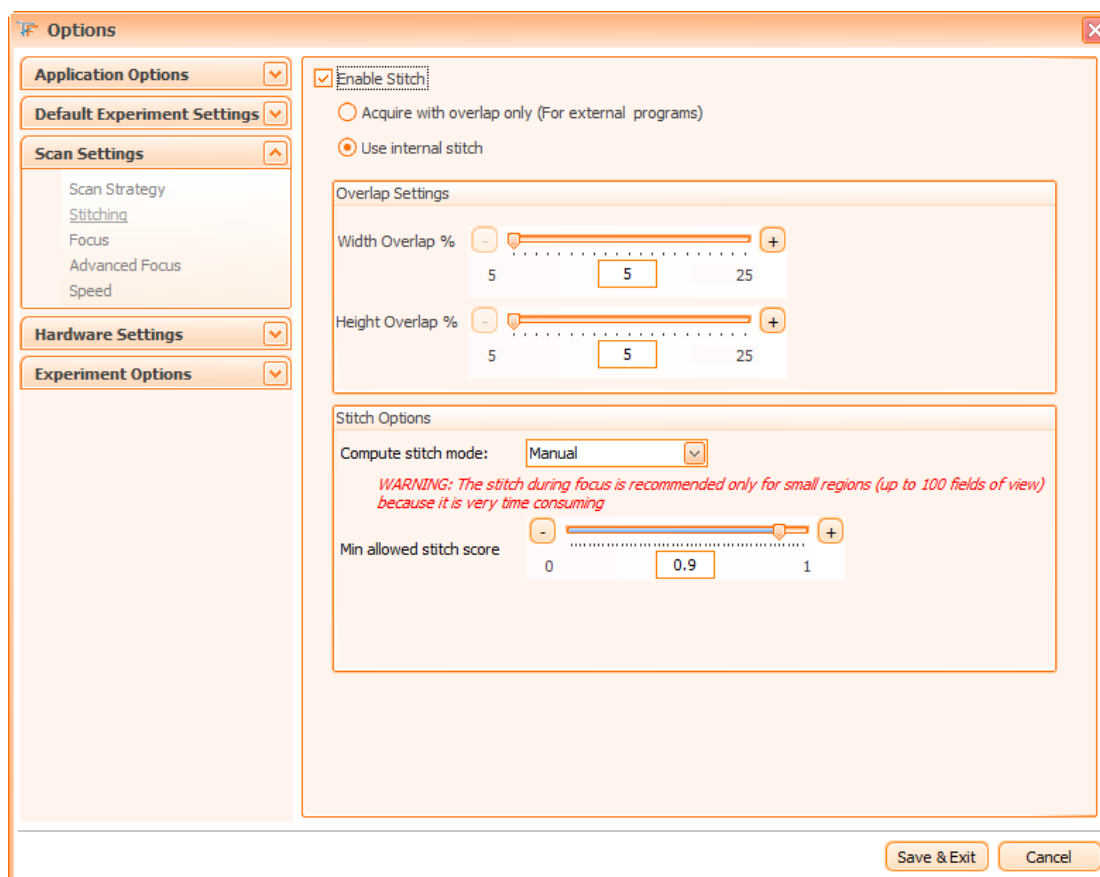 Options
Application Options
Default Experiment Settings
Scan Settings
Scan Strategy
Stitching
Focus
Advanced Focus
Speed
Hardware Settings
Experiment Options
Enable Stitch
Acquire with overlap only (For external programs)
Use internal stitch
Overlap Settings
Width Overlap %
-
+
5
5
25
Height Overlap %
-
+
5
5
25
Stitch Options
Compute stitch mode:
Manual
WARNING: The stitch during focus is recommended only for small regions (up to 100 fields of view)
because it is very time consuming
Min allowed stitch score
-
+
0
0.9
1
Save & Exit
Cancel